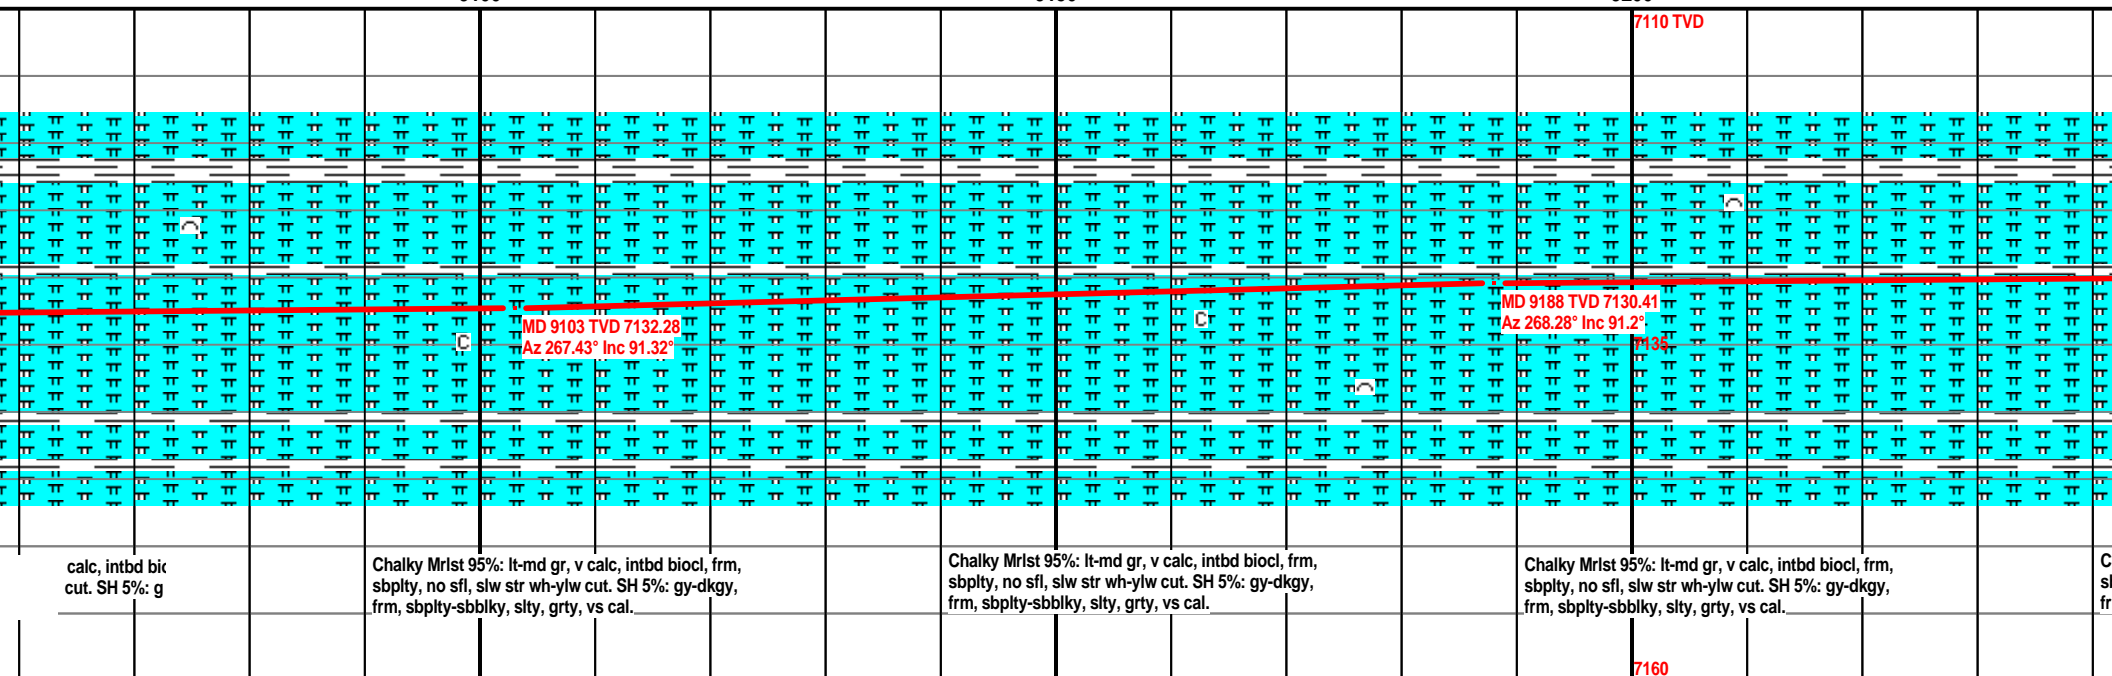 7110 TVD
MD 9103 TVD 7132.28
Az 267.43° Inc 91.32°
MD 9188 TVD 7130.41
Az 268.28° Inc 91.2°
7135
C
C
calc, intbd bio
cut. SH 5%: g
Chalky Mrlst 95%: lt-md gr, v calc, intbd biocl, frm,
sbplty, no sfl, slw str wh-ylw cut. SH 5%: gy-dkgy,
frm, sbplty-sbblky, slty, grty, vs cal.
Chalky Mrlst 95%: lt-md gr, v calc, intbd biocl, frm,
sbplty, no sfl, slw str wh-ylw cut. SH 5%: gy-dkgy,
frm, sbplty-sbblky, slty, grty, vs cal.
Chalky Mrlst 95%: lt-md gr, v calc, intbd biocl, frm,
sbplty, no sfl, slw str wh-ylw cut. SH 5%: gy-dkgy,
frm, sbplty-sbblky, slty, grty, vs cal.
7160